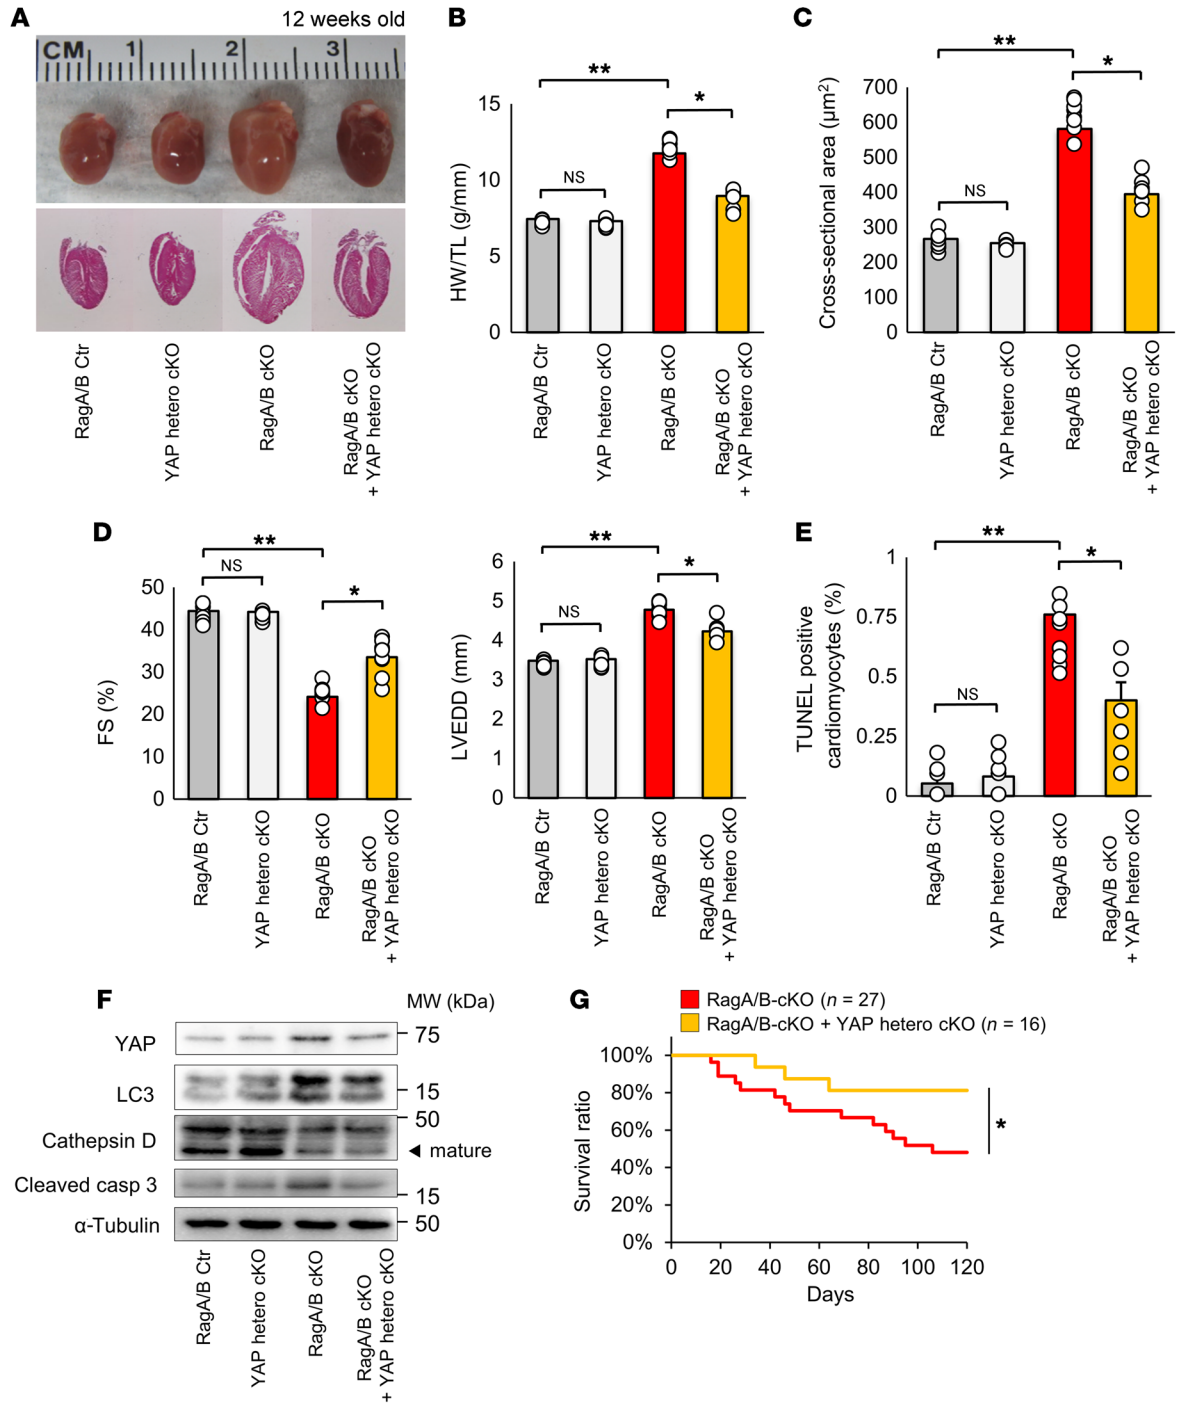 A
12 weeks old
CM 1 2 3
RagA/B Ctr
YAP hetero cKO
RagA/B cKO
RagA/B cKO
+ YAP hetero cKO
B
HW/TL (g/mm)
15
10
5
0
**
*
NS
RagA/B Ctr
YAP hetero cKO
RagA/B cKO
RagA/B cKO
+ YAP hetero cKO
C
Cross-sectional area (µm²)
700
600
500
400
300
200
100
0
**
*
NS
RagA/B Ctr
YAP hetero cKO
RagA/B cKO
RagA/B cKO
+ YAP hetero cKO
D
FS (%)
50
40
30
20
10
0
**
NS
*
RagA/B Ctr
YAP hetero cKO
RagA/B cKO
RagA/B cKO
+ YAP hetero cKO
LVEDD (mm)
6
5
4
3
2
1
0
**
*
NS
RagA/B Ctr
YAP hetero cKO
RagA/B cKO
RagA/B cKO
+ YAP hetero cKO
E
TUNEL positive
cardiomyocytes (%)
1
0.75
0.5
0.25
0
**
*
NS
RagA/B Ctr
YAP hetero cKO
RagA/B cKO
RagA/B cKO
+ YAP hetero cKO
F
MW (kDa)
YAP
75
LC3
15
50
Cathepsin D
◄ mature
Cleaved casp 3
15
α-Tubulin
50
RagA/B Ctr
YAP hetero cKO
RagA/B cKO
RagA/B cKO
+ YAP hetero cKO
G
RagA/B-cKO (n = 27)
RagA/B-cKO + YAP hetero cKO (n = 16)
Survival ratio
100%
80%
60%
40%
20%
0%
*
0 20 40 60 80 100 120
Days